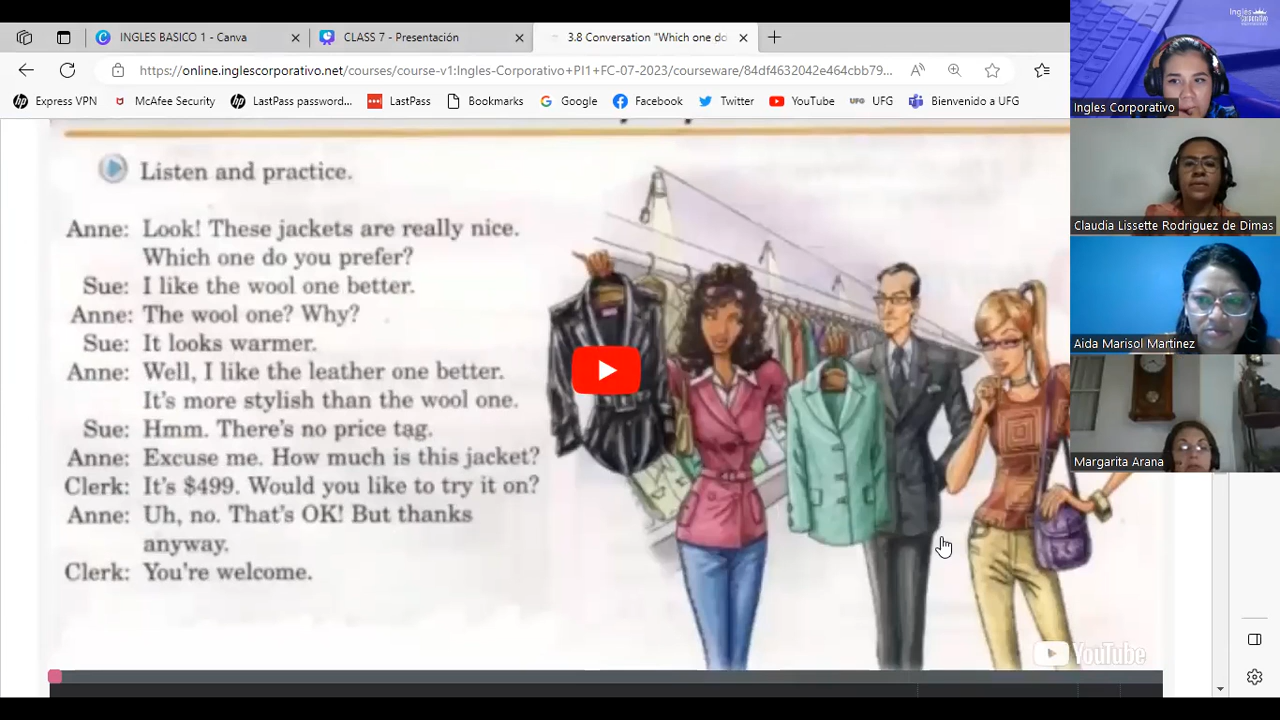 INGLES BASICO 1 - Canva
CLASS 7 - Presentación
3.8 Conversation "Which one do
https://online.inglescorporativo.net/courses/course-v1:Ingles-Corporativo+PI1+FC-07-2023/courseware/84df4632042e464cbb79...
Express VPN
McAfee Security
LastPass password...
LastPass
Bookmarks
Google
Facebook
Twitter
YouTube
UFG
Bienvenido a UFG
Listen and practice.
Anne: Look! These jackets are really nice.
Which one do you prefer?
Sue: I like the wool one better.
Anne: The wool one? Why?
Sue: It looks warmer.
Anne: Well, I like the leather one better.
It's more stylish than the wool one.
Sue: Hmm. There's no price tag.
Anne: Excuse me. How much is this jacket?
Clerk: It's $499. Would you like to try it on?
Anne: Uh, no. That's OK! But thanks
anyway.
Clerk: You're welcome.
YouTube
Inglés
corporativo
Ingles Corporativo
Claudia Lissette Rodriguez de Dimas
Aida Marisol Martinez
Margarita Arana